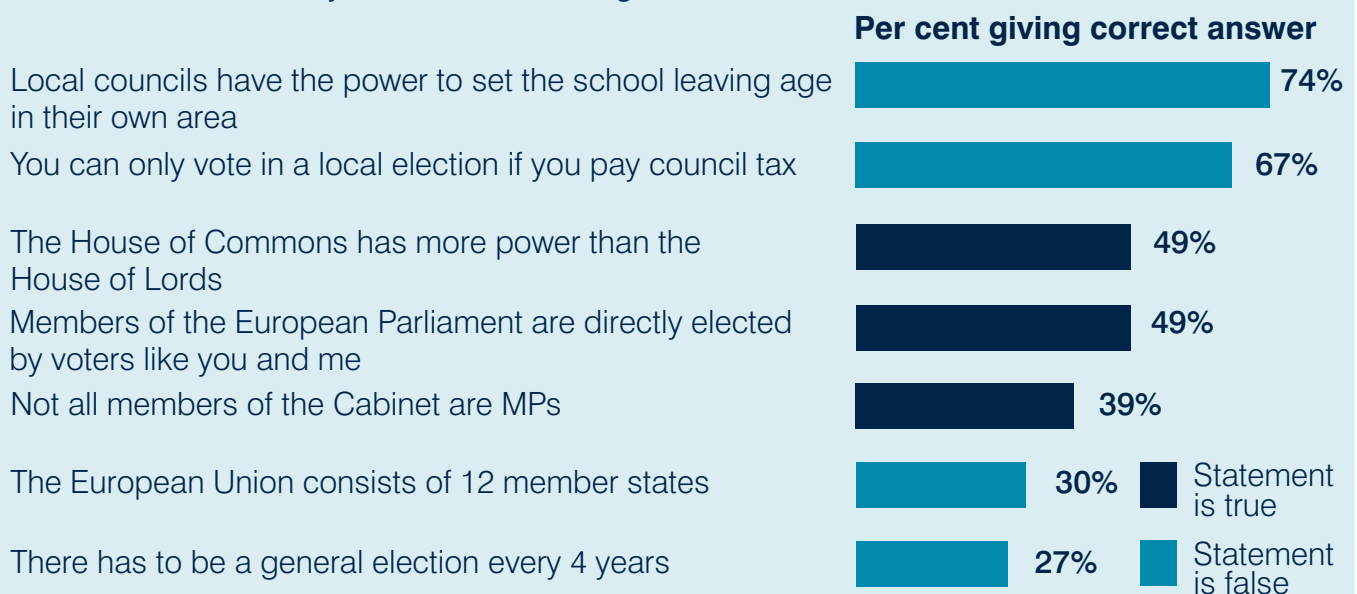 Per cent giving correct answer
Local councils have the power to set the school leaving age
in their own area
74%
You can only vote in a local election if you pay council tax
67%
The House of Commons has more power than the
House of Lords
49%
Members of the European Parliament are directly elected
by voters like you and me
49%
Not all members of the Cabinet are MPs
39%
The European Union consists of 12 member states
30%
Statement
is true
There has to be a general election every 4 years
27%
Statement
is false